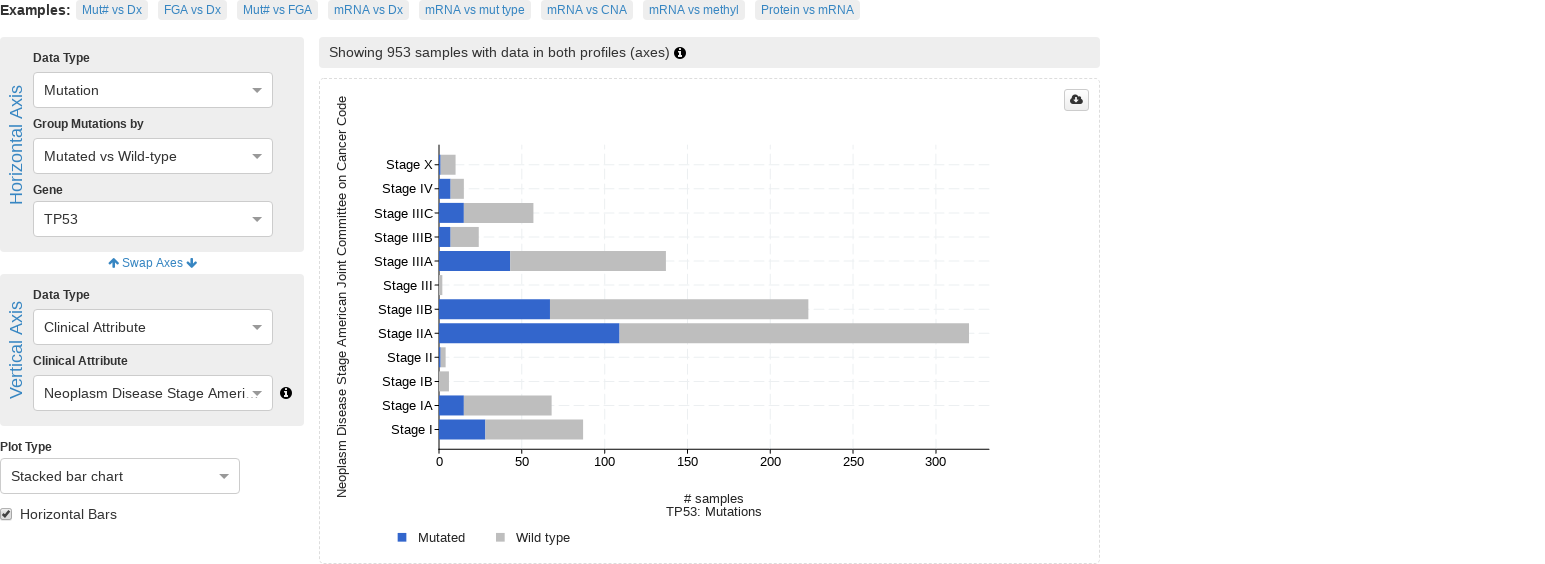 Examples: Mut# vs Dx FGA vs Dx Mut# vs FGA mRNA vs Dx mRNA vs mut type mRNA vs CNA mRNA vs methyl Protein vs mRNA
Horizontal Axis
Data Type
Mutation
Group Mutations by
Mutated vs Wild-type
Gene
TP53
Swap Axes
Vertical Axis
Data Type
Clinical Attribute
Clinical Attribute
Neoplasm Disease Stage Ameri...
Plot Type
Stacked bar chart
Horizontal Bars
Showing 953 samples with data in both profiles (axes)
Neoplasm Disease Stage American Joint Committee on Cancer Code
Stage X
Stage IV
Stage IIIC
Stage IIIB
Stage IIIA
Stage III
Stage IIB
Stage IIA
Stage II
Stage IB
Stage IA
Stage I
0 50 100 150 200 250 300
# samples
TP53: Mutations
Mutated Wild type